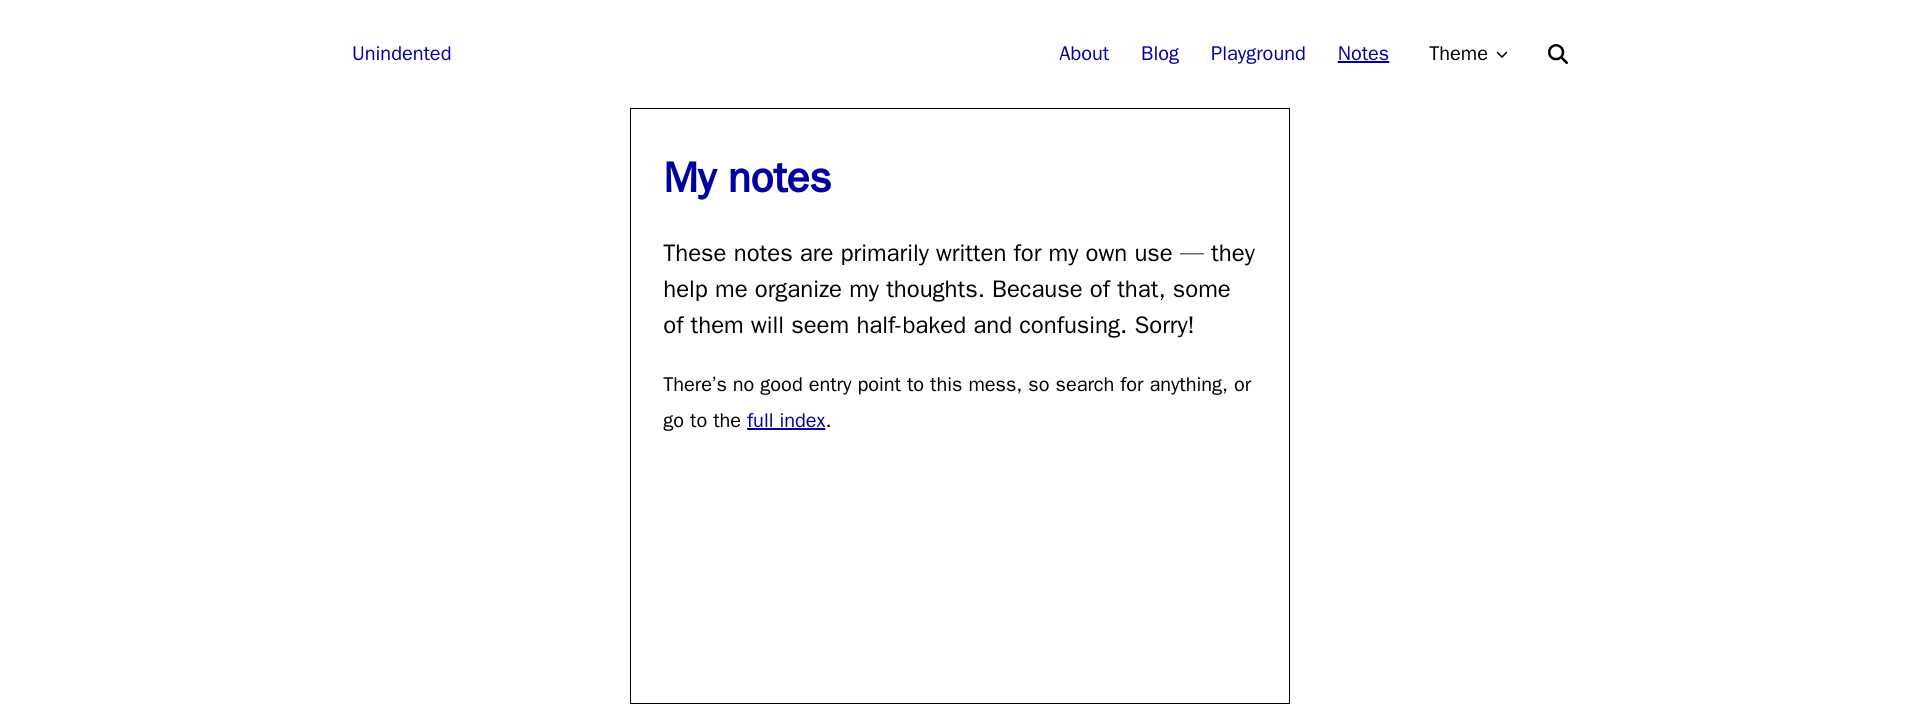 Unindented
About Blog Playground Notes Theme
My notes
These notes are primarily written for my own use — they
help me organize my thoughts. Because of that, some
of them will seem half-baked and confusing. Sorry!
There’s no good entry point to this mess, so search for anything, or
go to the full index.